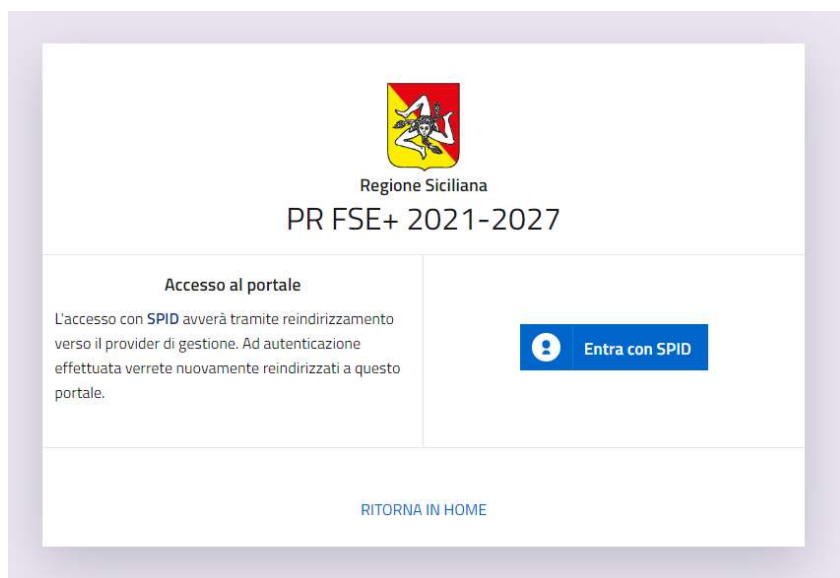 Regione Siciliana
PR FSE+ 2021-2027
Accesso al portale
L'accesso con SPID avverà tramite reindirizzamento
verso il provider di gestione. Ad autenticazione
effettuata verrete nuovamente reindirizzati a questo
portale.
Entra con SPID
RITORNA IN HOME